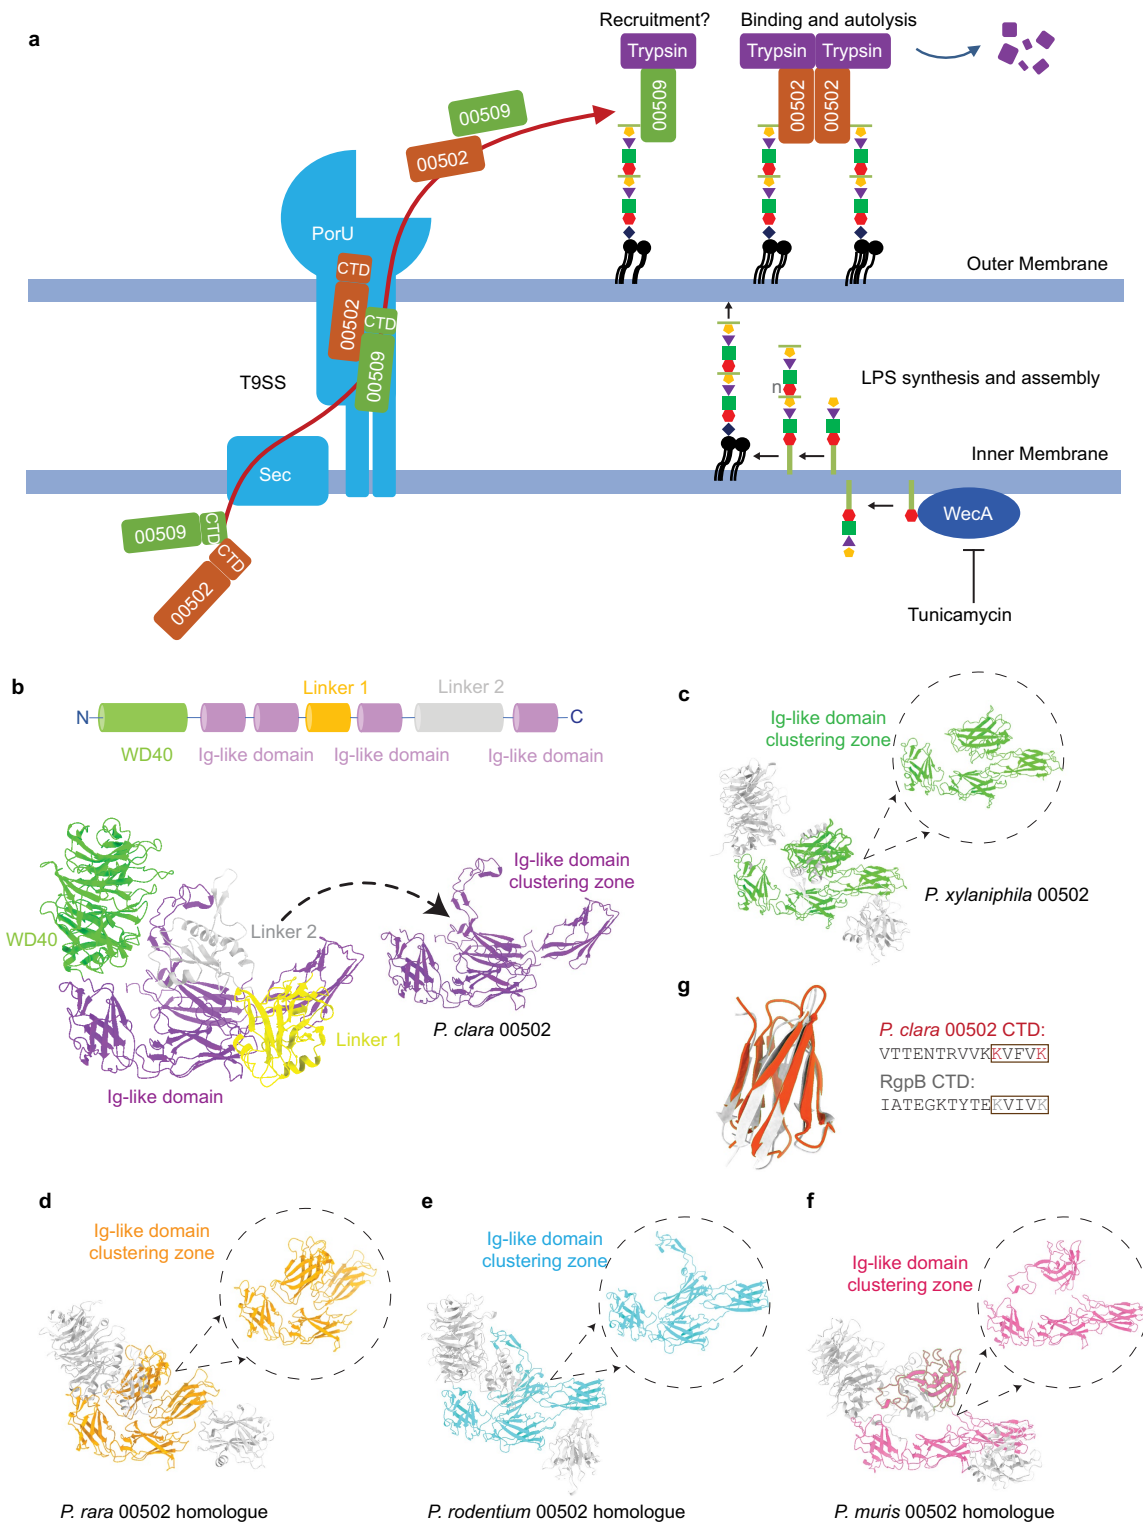 a
Recruitment?
Binding and autolysis
Trypsin
Trypsin
Trypsin
00509
00502
00502
00509
00502
PorU
CTD
00502
CTD
00509
Outer Membrane
T9SS
n
LPS synthesis and assembly
Sec
Inner Membrane
00509
CTD
CTD
00502
WecA
Tunicamycin
b
Linker 1
Linker 2
N
C
WD40
Ig-like domain
Ig-like domain
Ig-like domain
WD40
Linker 2
Linker 1
Ig-like domain
Ig-like domain
clustering zone
P. clara 00502
c
Ig-like domain
clustering zone
P. xylaniphila 00502
g
P. clara 00502 CTD:
VTTENTRVVKKVFVK
RgpB CTD:
IATEGKTYTEKVIVK
d
Ig-like domain
clustering zone
P. rara 00502 homologue
e
Ig-like domain
clustering zone
P. rodentium 00502 homologue
f
Ig-like domain
clustering zone
P. muris 00502 homologue